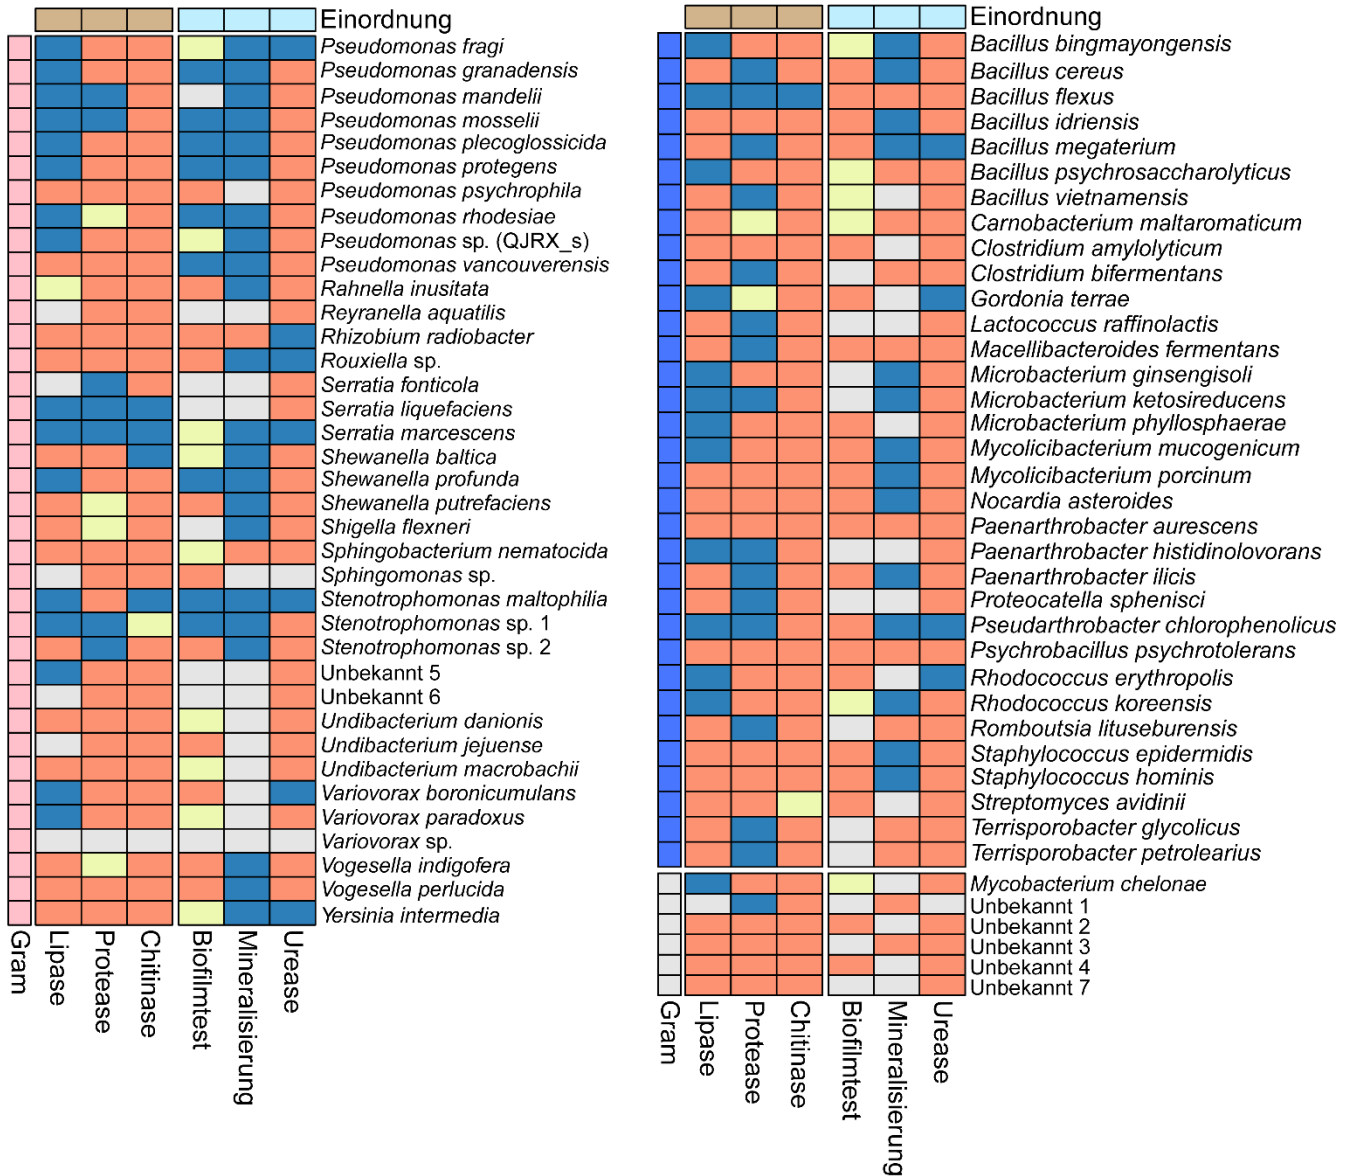 Einordnung
Pseudomonas fragi
Pseudomonas granadensis
Pseudomonas mandelii
Pseudomonas mosselii
Pseudomonas plecoglossicida
Pseudomonas protegens
Pseudomonas psychrophila
Pseudomonas rhodesiae
Pseudomonas sp. (QJRX_s)
Pseudomonas vancouverensis
Rahnella inusitata
Reyranella aquatilis
Rhizobium radiobacter
Rouxiella sp.
Serratia fonticola
Serratia liquefaciens
Serratia marcescens
Shewanella baltica
Shewanella profunda
Shewanella putrefaciens
Shigella flexneri
Sphingobacterium nematocida
Sphingomonas sp.
Stenotrophomonas maltophilia
Stenotrophomonas sp. 1
Stenotrophomonas sp. 2
Unbekannt 5
Unbekannt 6
Undibacterium danionis
Undibacterium jejuense
Undibacterium macrobachii
Variovorax boronicumulans
Variovorax paradoxus
Variovorax sp.
Vogesella indigofera
Vogesella perlucida
Yersinia intermedia
Gram
Lipase
Protease
Chitinase
Biofilmtest
Mineralisierung
Urease
Einordnung
Bacillus bingmayongensis
Bacillus cereus
Bacillus flexus
Bacillus idriensis
Bacillus megaterium
Bacillus psychrosaccharolyticus
Bacillus vietnamensis
Carnobacterium maltaromaticum
Clostridium amylolyticum
Clostridium bifermentans
Gordonia terrae
Lactococcus raffinolactis
Macellibacteroides fermentans
Microbacterium ginsengisoli
Microbacterium ketosireducens
Microbacterium phyllosphaerae
Mycolicibacterium mucogenicum
Mycolicibacterium porcinum
Nocardia asteroides
Paenarthrobacter aurescens
Paenarthrobacter histidinolovorans
Paenarthrobacter ilicis
Proteocatella sphenisci
Pseudarthrobacter chlorophenolicus
Psychrobacillus psychrotolerans
Rhodococcus erythropolis
Rhodococcus koreensis
Romboutsia lituseburensis
Staphylococcus epidermidis
Staphylococcus hominis
Streptomyces avidinii
Terrisporobacter glycolicus
Terrisporobacter petrolearius
Mycobacterium chelonae
Unbekannt 1
Unbekannt 2
Unbekannt 3
Unbekannt 4
Unbekannt 7
Gram
Lipase
Protease
Chitinase
Biofilmtest
Mineralisierung
Urease